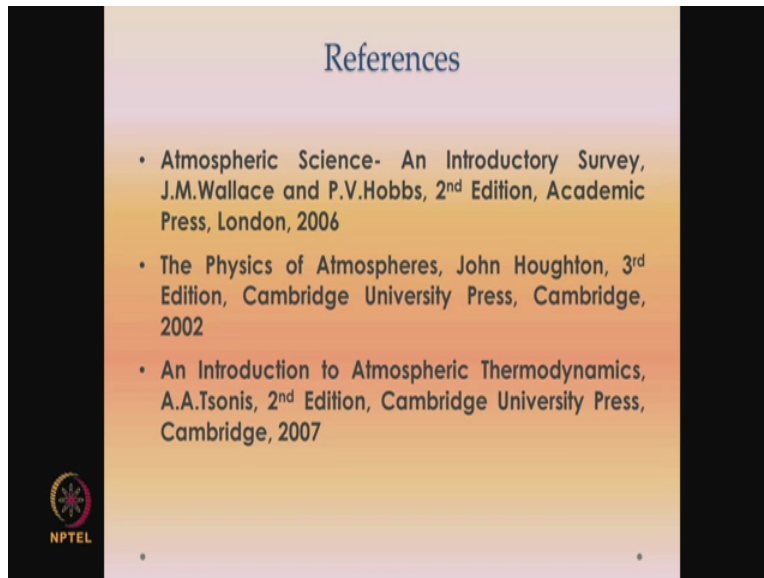 References
• Atmospheric Science- An Introductory Survey,
J.M.Wallace and P.V.Hobbs, 2nd Edition, Academic
Press, London, 2006
• The Physics of Atmospheres, John Houghton, 3rd
Edition, Cambridge University Press, Cambridge,
2002
• An Introduction to Atmospheric Thermodynamics,
A.A.Tsonis, 2nd Edition, Cambridge University Press,
Cambridge, 2007
NPTEL